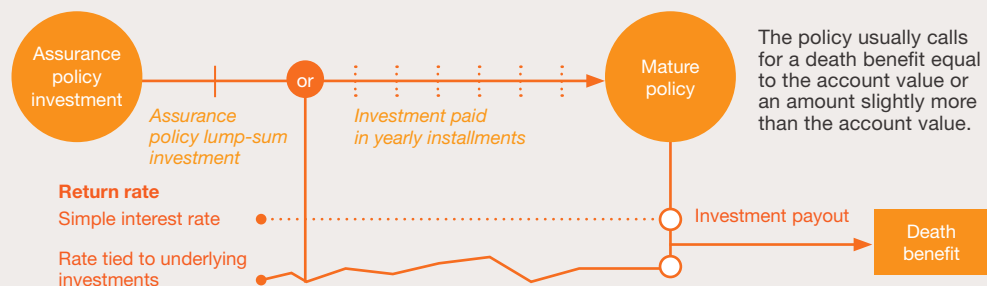 Assurance
policy
investment
or
Assurance
policy lump-sum
investment
Investment paid
in yearly installments
Mature
policy
The policy usually calls
for a death benefit equal
to the account value or
an amount slightly more
than the account value.
Return rate
Simple interest rate
Rate tied to underlying
investments
Investment payout
Death
benefit